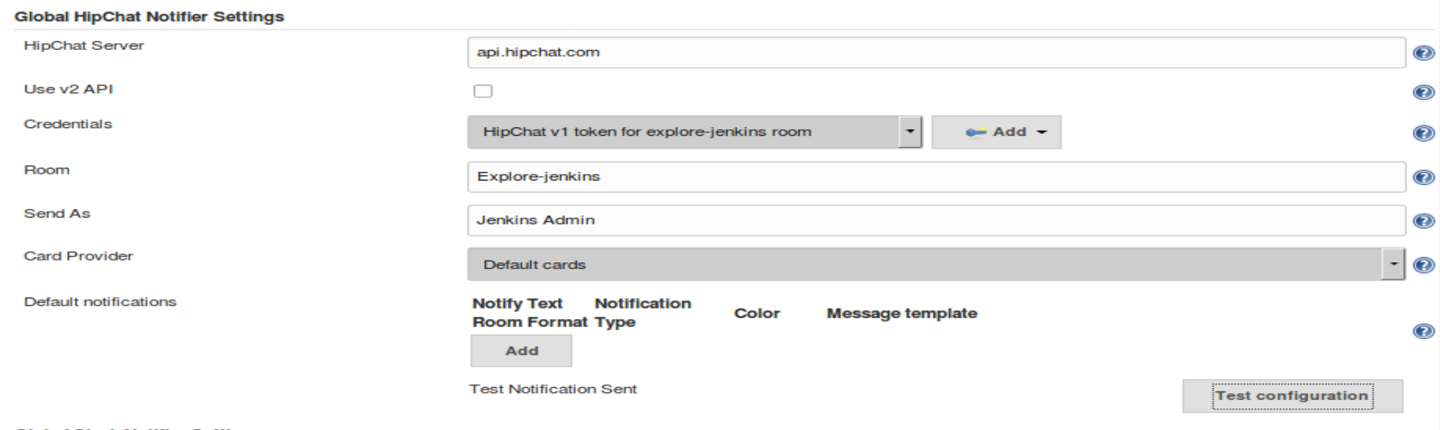 Global HipChat Notifier Settings
HipChat Server
api.hipchat.com
Use v2 API
Credentials
HipChat v1 token for explore-jenkins room
Add
Room
Explore-jenkins
Send As
Jenkins Admin
Card Provider
Default cards
Default notifications
Notify Text Notification
Room Format Type
Color
Message template
Add
Test Notification Sent
Test configuration